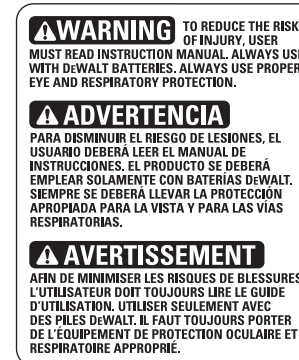 WARNING TO REDUCE THE RISK
OF INJURY, USER
MUST READ INSTRUCTION MANUAL. ALWAYS USE
WITH DEWALT BATTERIES. ALWAYS USE PROPER
EYE AND RESPIRATORY PROTECTION.
ADVERTENCIA
PARA DISMINUIR EL RIESGO DE LESIONES, EL
USUARIO DEBERÁ LEER EL MANUAL DE
INSTRUCCIONES. EL PRODUCTO SE DEBERÁ
EMPLEAR SOLAMENTE CON BATERÍAS DEWALT.
SIEMPRE SE DEBERÁ LLEVAR LA PROTECCIÓN
APROPIADA PARA LA VISTA Y PARA LAS VÍAS
RESPIRATORIAS.
AVERTISSEMENT
AFIN DE MINIMISER LES RISQUES DE BLESSURES
L'UTILISATEUR DOIT TOUJOURS LIRE LE GUIDE
D'UTILISATION. UTILISER SEULEMENT AVEC
DES PILES DEWALT. IL FAUT TOUJOURS PORTER
DE L'ÉQUIPEMENT DE PROTECTION OCULAIRE ET
RESPIRATOIRE APPROPRIÉ.